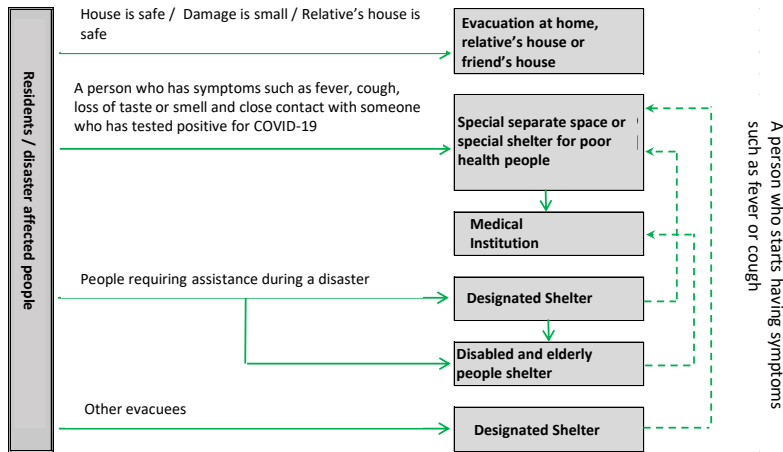 Residents / disaster affected people
House is safe / Damage is small / Relative's house is
safe
Evacuation at home,
relative's house or
friend's house
A person who has symptoms such as fever, cough,
loss of taste or smell and close contact with someone
who has tested positive for COVID-19
Special separate space or
special shelter for poor
health people
Medical
Institution
People requiring assistance during a disaster
Designated Shelter
Disabled and elderly
people shelter
Other evacuees
Designated Shelter
A person who starts having symptoms
such as fever or cough